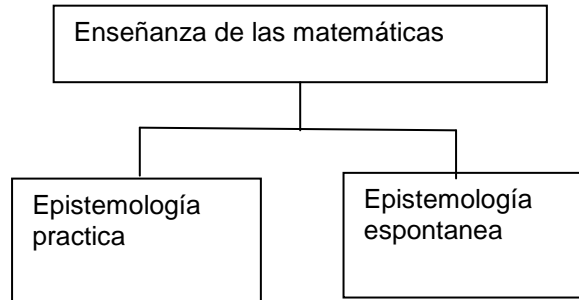 Enseñanza de las matemáticas
Epistemología
practica
Epistemología
espontanea